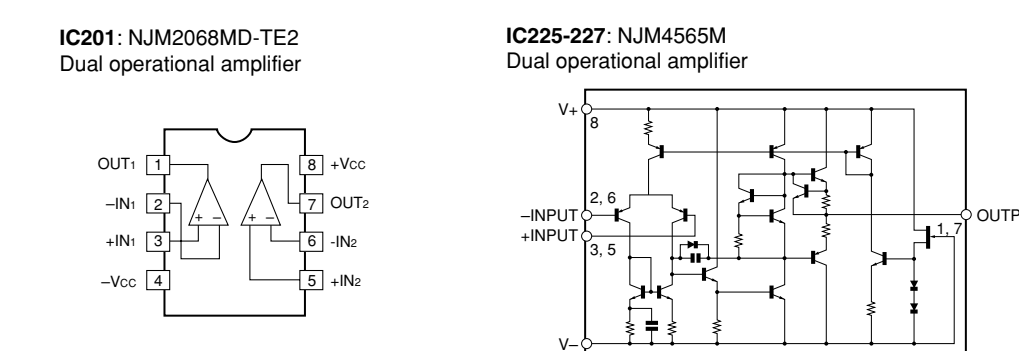 IC201: NJM2068MD-TE2
Dual operational amplifier
OUT1 1
–IN1 2
+IN1 3
–VCC 4
8 +VCC
7 OUT2
6 -IN2
5 +IN2
+ –
+ –
IC225-227: NJM4565M
Dual operational amplifier
V+
8
2, 6
–INPUT
+INPUT
3, 5
OUTP
1, 7
V–